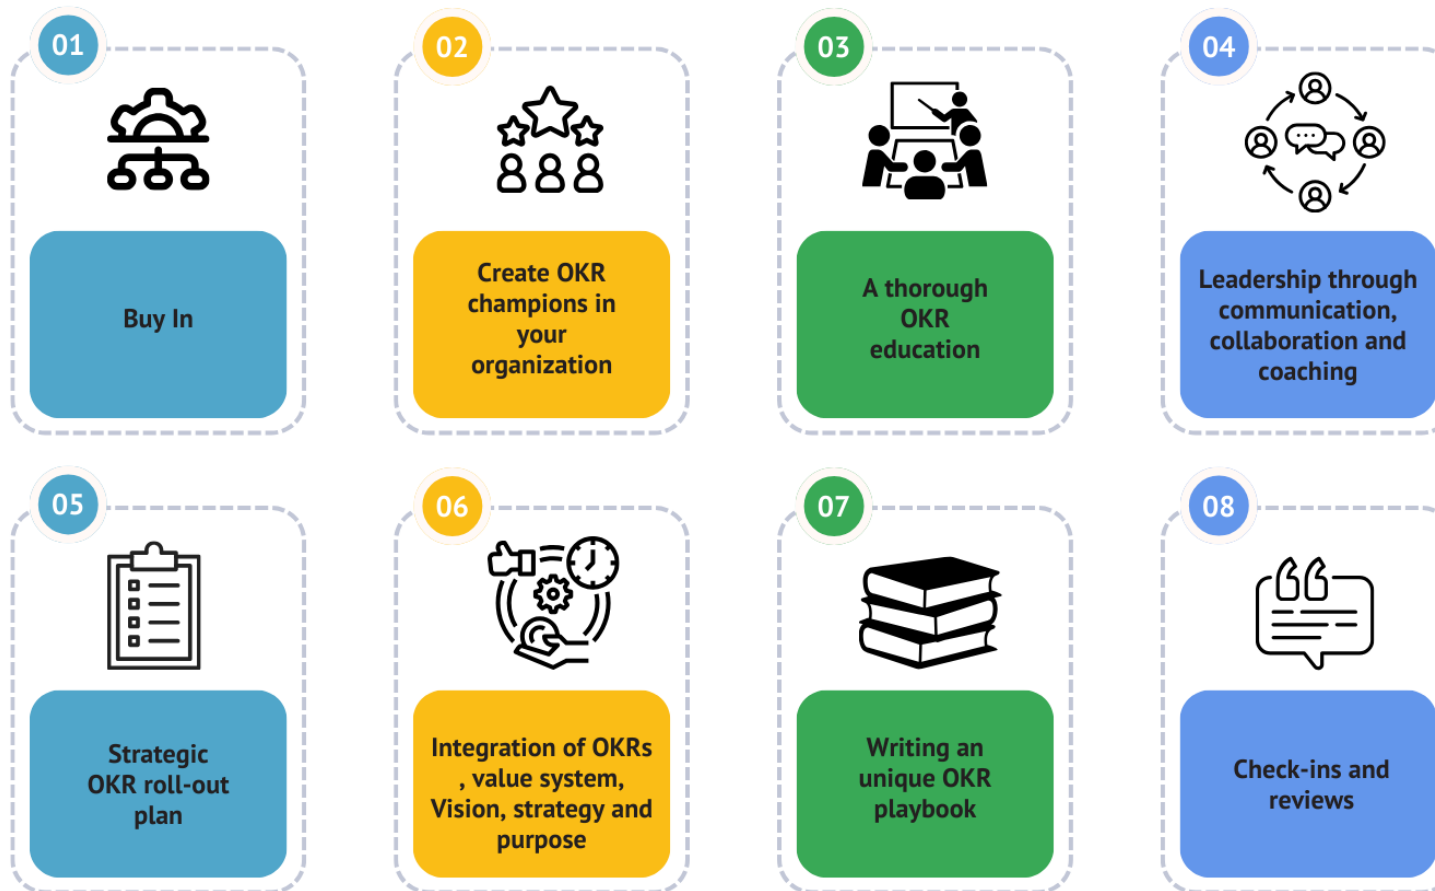 01
Buy In
02
Create OKR
champions in
your
organization
03
A thorough
OKR
education
04
Leadership through
communication,
collaboration and
coaching
05
Strategic
OKR roll-out
plan
06
Integration of OKRs
, value system,
Vision, strategy and
purpose
07
Writing an
unique OKR
playbook
08
Check-ins and
reviews